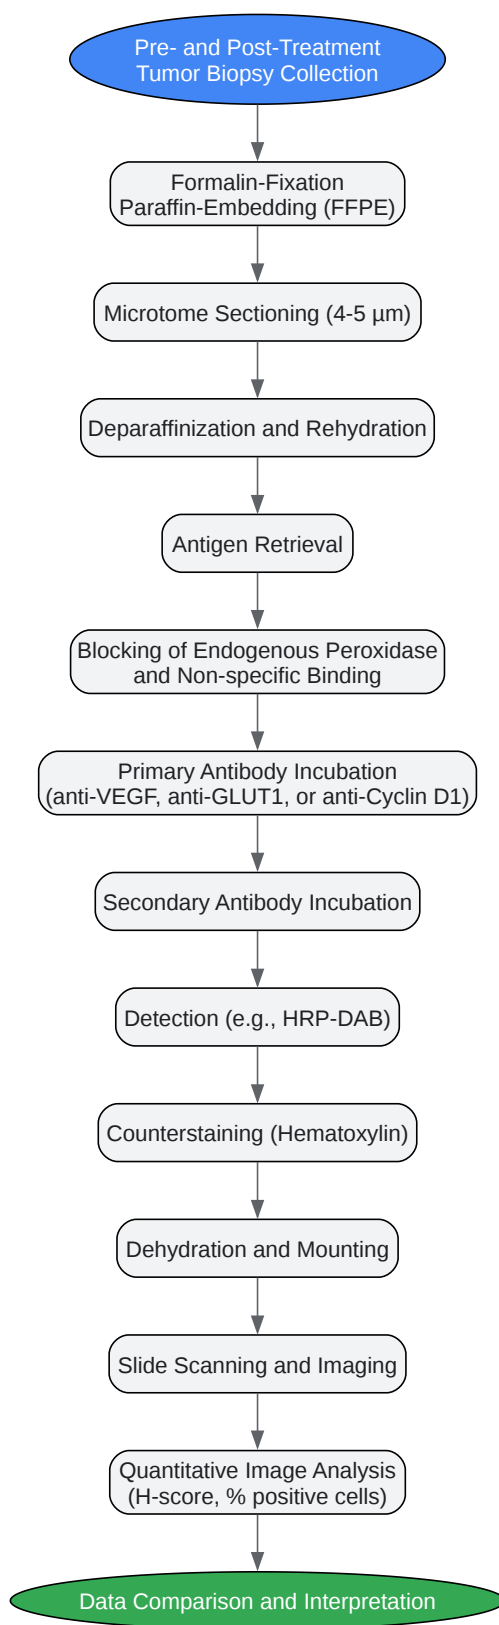 Pre- and Post-Treatment
Tumor Biopsy Collection
Formalin-Fixation
Paraffin-Embedding (FFPE)
Microtome Sectioning (4-5 µm)
Deparaffinization and Rehydration
Antigen Retrieval
Blocking of Endogenous Peroxidase
and Non-specific Binding
Primary Antibody Incubation
(anti-VEGF, anti-GLUT1, or anti-Cyclin D1)
Secondary Antibody Incubation
Detection (e.g., HRP-DAB)
Counterstaining (Hematoxylin)
Dehydration and Mounting
Slide Scanning and Imaging
Quantitative Image Analysis
(H-score, % positive cells)
Data Comparison and Interpretation